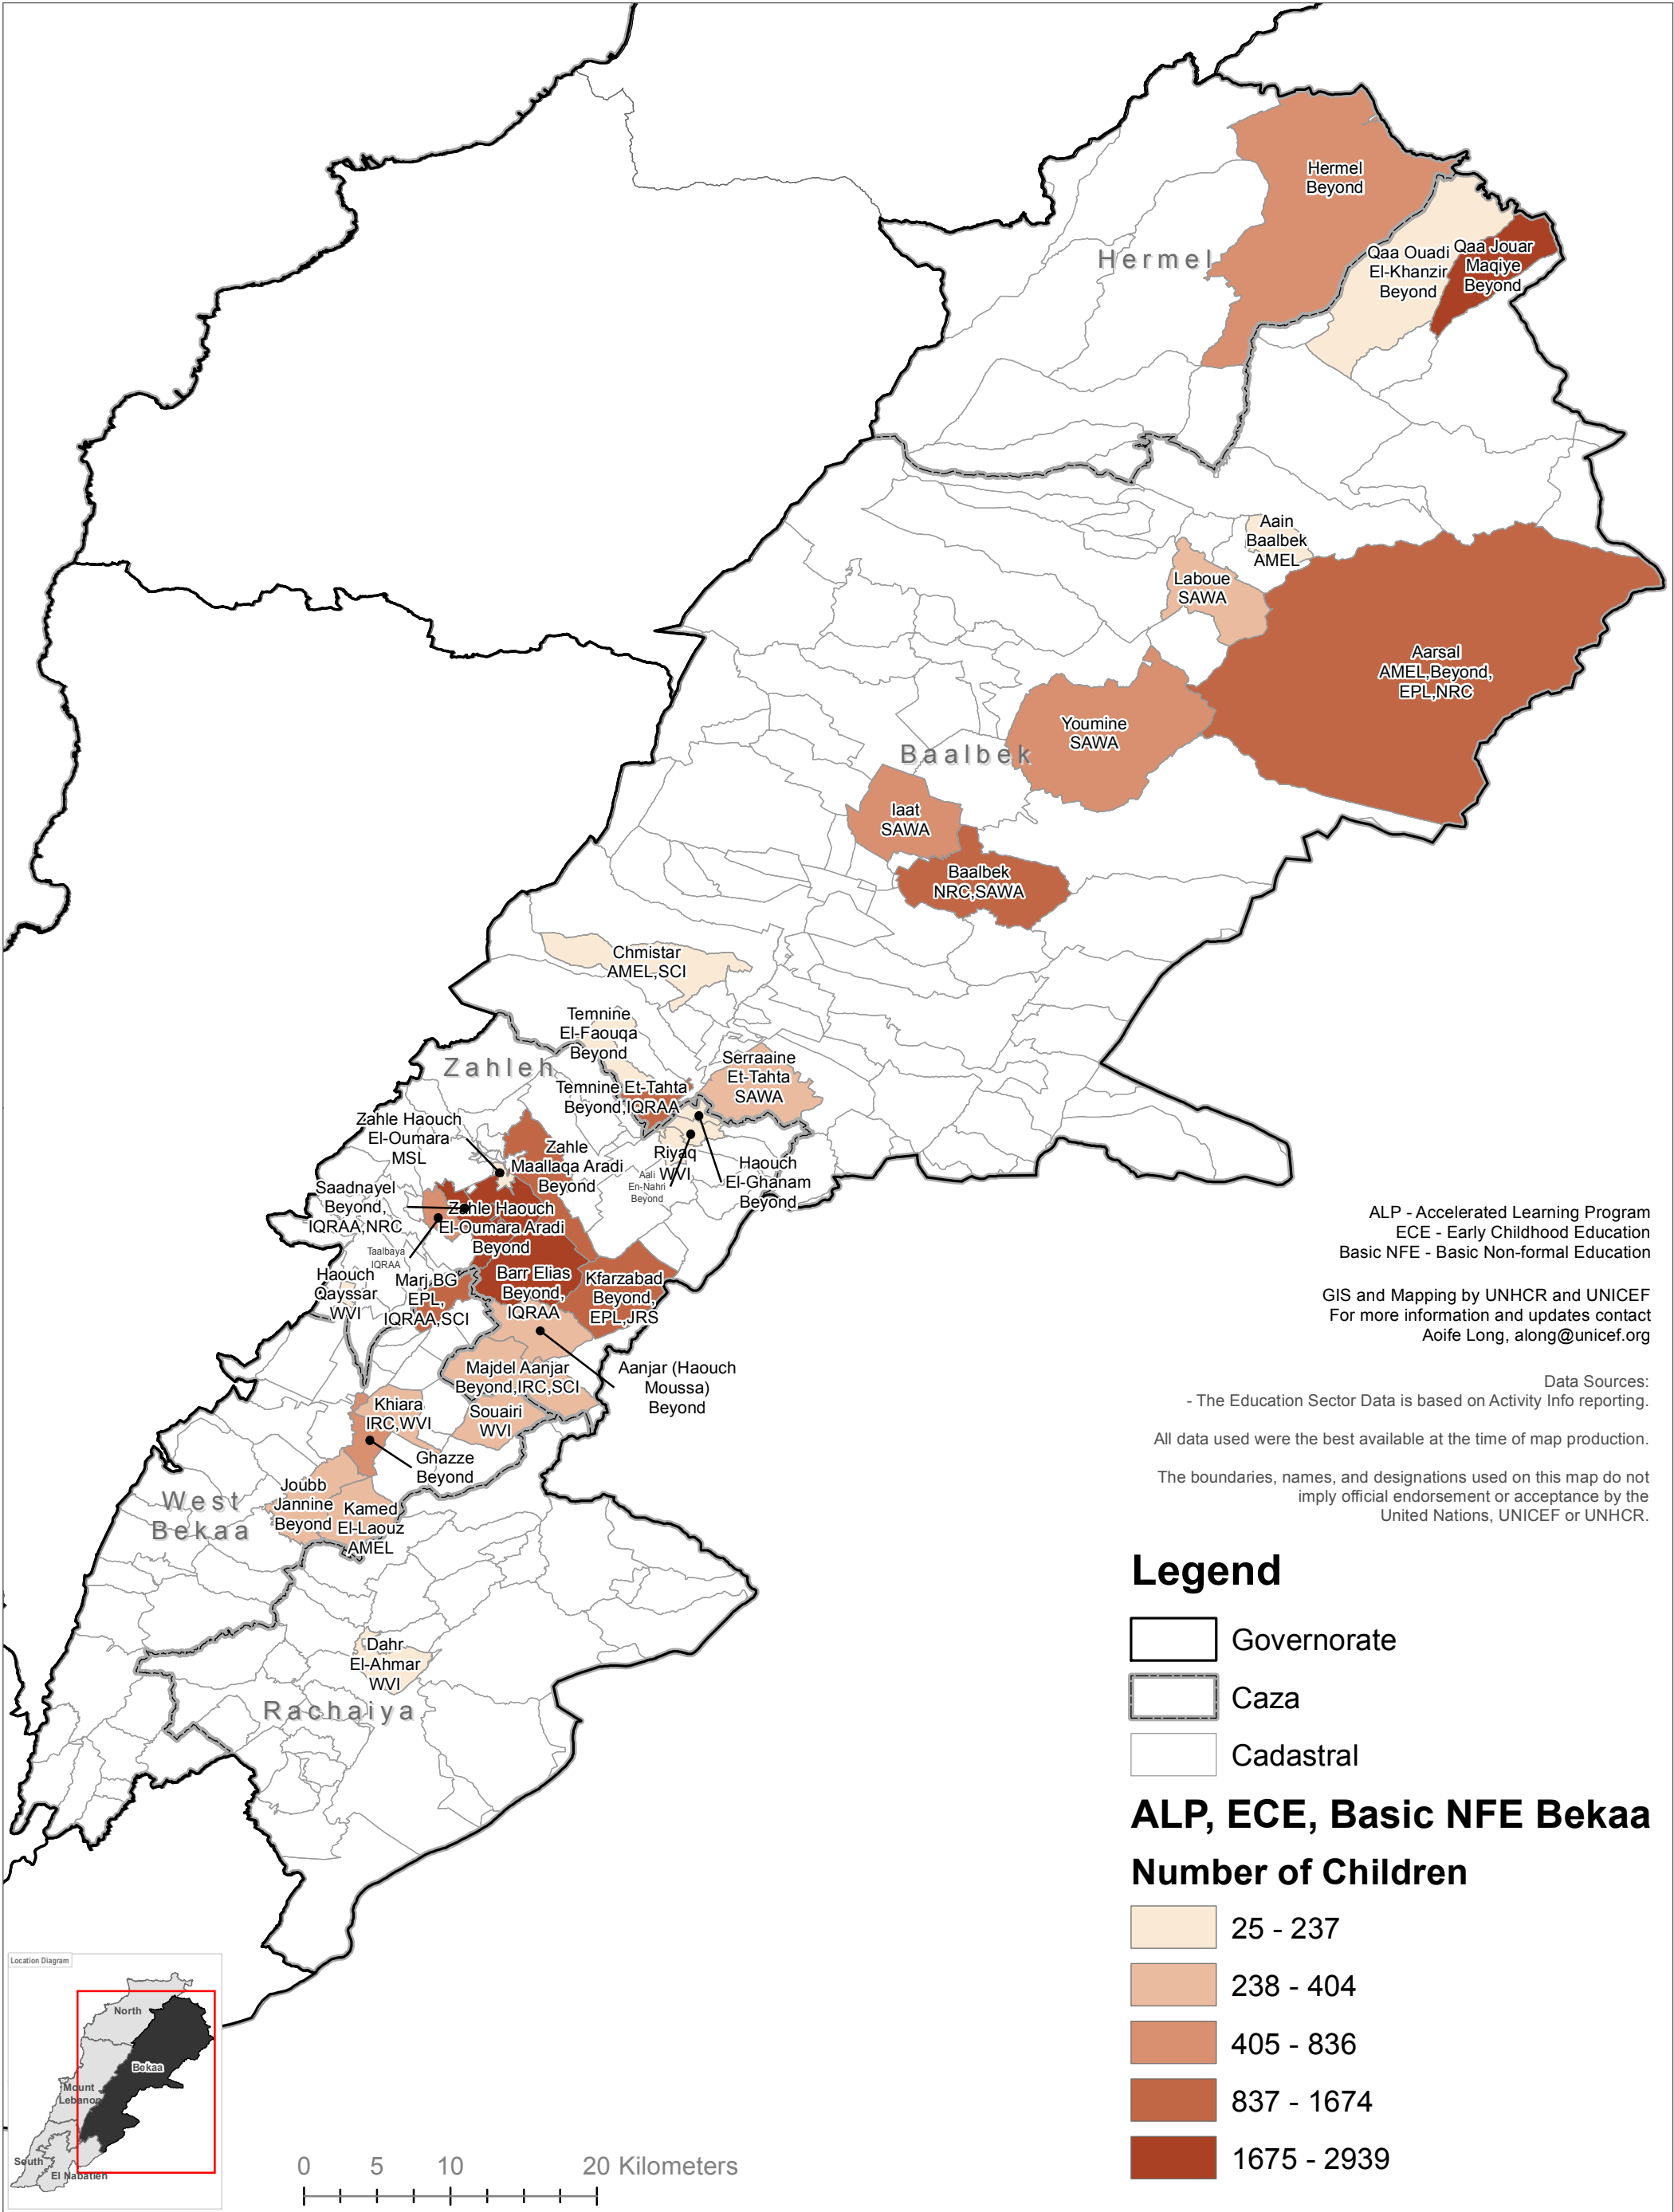 Hermel
Beyond
Hermel
Qaa Ouadi
El-Khanzir
Beyond
Qaa Jouar
Maqiye
Beyond
Aain
Baalbek
AMEL
Laboue
SAWA
Aarsal
AMEL,Beyond,
EPL,NRC
Youmine
SAWA
Baalbek
Iaat
SAWA
Baalbek
NRC,SAWA
Chmistar
AMEL,SCI
Temnine
El-Faouqa
Beyond
Zahleh
Serraaine
Et-Tahta
SAWA
Temnine Et-Tahta
Beyond,IQRAA
Zahle Haouch
El-Oumara
MSL
Zahle
Maallaqa Aradi
Beyond
Riyaq
WVI
Aali
En-Nahri
Beyond
Haouch
El-Ghanam
Beyond
Saadnayel
Beyond,
IQRAA,NRC
Zahle Haouch
El-Oumara Aradi
Beyond
Taalbaya
IQRAA
Haouch
Qayssar
WVI
Marj BG
EPL,
IQRAA,SCI
Barr Elias
Beyond,
IQRAA
Kfarzabad
Beyond,
EPL,JRS
Majdel Aanjar
Beyond,IRC,SCI
Aanjar (Haouch
Moussa)
Beyond
Khiara
IRC,WVI
Souairi
WVI
Ghazze
Beyond
Joubb
Jannine
Beyond
Kamed
El-Laouz
AMEL
West
Bekaa
Dahr
El-Ahmar
WVI
Rachaiya
ALP - Accelerated Learning Program
ECE - Early Childhood Education
Basic NFE - Basic Non-formal Education
GIS and Mapping by UNHCR and UNICEF
For more information and updates contact
Aoife Long, along@unicef.org
Data Sources:
- The Education Sector Data is based on Activity Info reporting.
All data used were the best available at the time of map production.
The boundaries, names, and designations used on this map do not
imply official endorsement or acceptance by the
United Nations, UNICEF or UNHCR.
Legend
Governorate
Caza
Cadastral
ALP, ECE, Basic NFE Bekaa
Number of Children
25 - 237
238 - 404
405 - 836
837 - 1674
1675 - 2939
Location Diagram
North
Bekaa
Mount
Lebanon
South
El Nabatieh
0 5 10 20 Kilometers